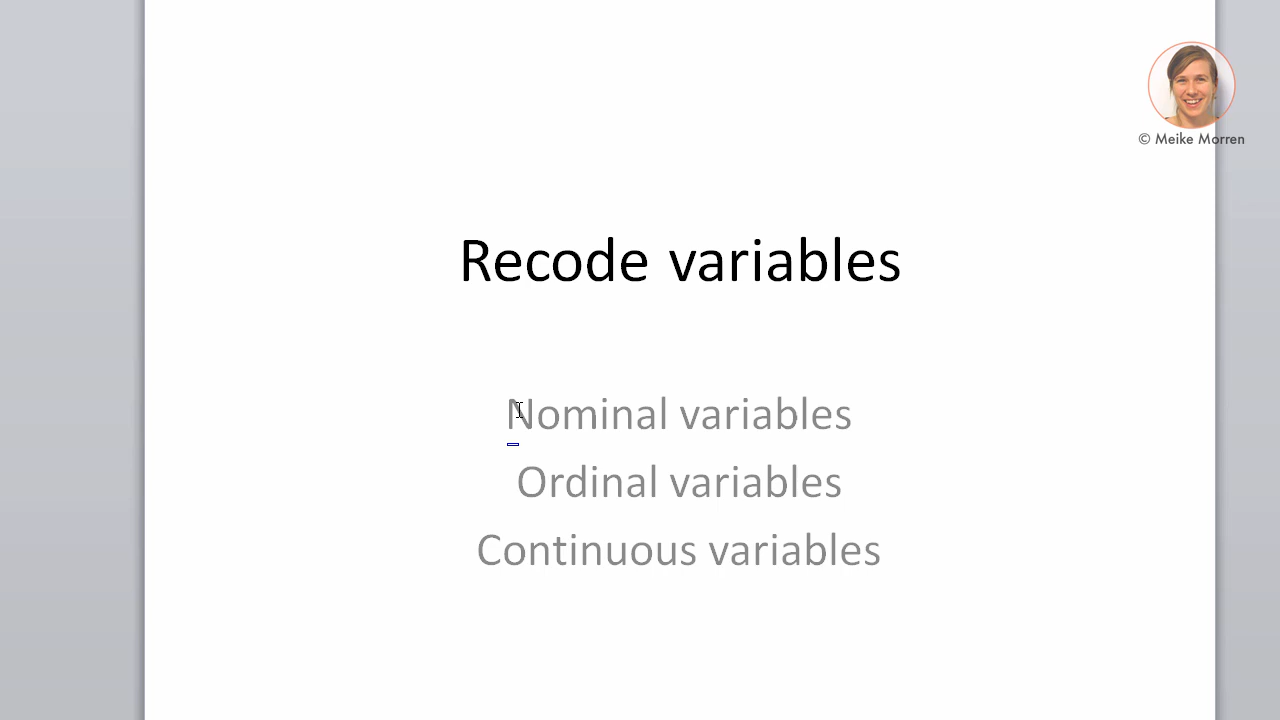 © Meike Morren
Recode variables
Nominal variables
Ordinal variables
Continuous variables